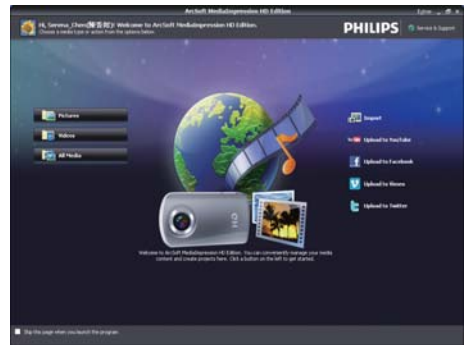 ArcSoft MediaImpression HD Edition
Hi, Serena_Chen Welcome to ArcSoft MediaImpression HD Edition.
Choose a media type or action from the options below.
PHILIPS
Service & Support
Pictures
Videos
All Media
Import
Upload to YouTube
Upload to Facebook
Upload to Vimeo
Upload to Twitter
HD
Welcome to ArcSoft MediaImpression HD Edition. You can conveniently manage your media
content and create projects here. Click a button on the left to get started.
Skip this page when you launch the program.